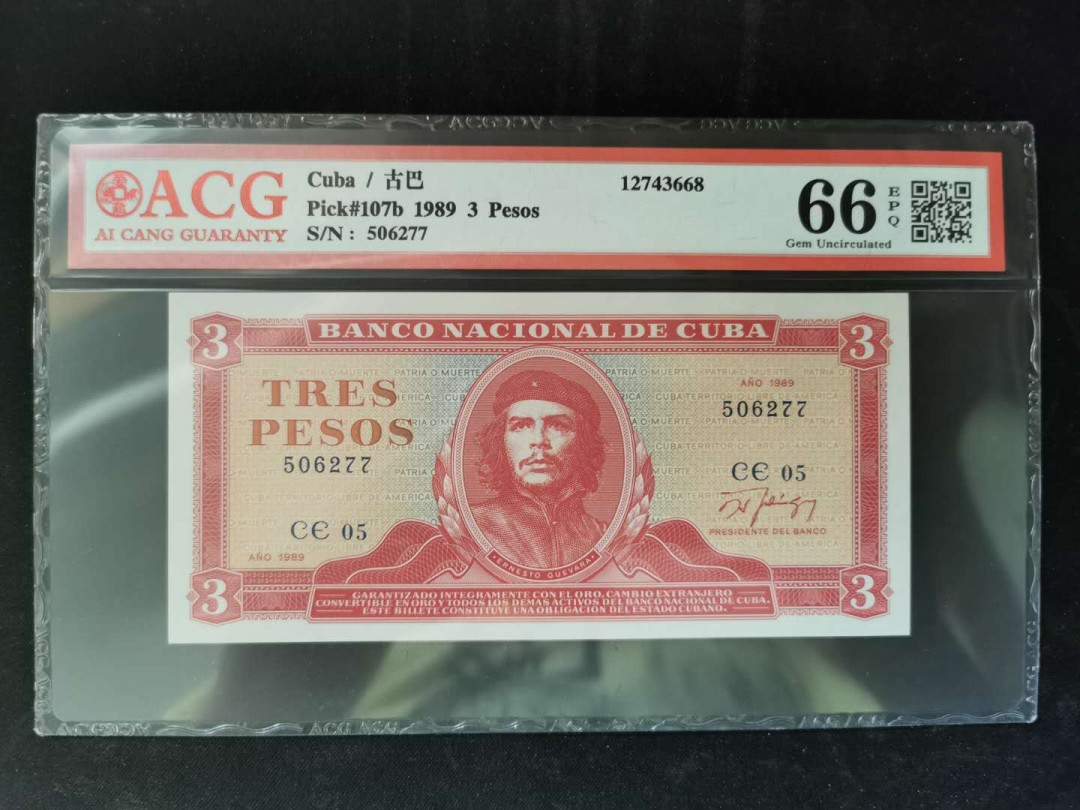 ACG
AI CANG GUARANTY
Cuba / 古巴
Pick#107b 1989 3 Pesos
S/N : 506277
12743668
66
EPQ
Gem Uncirculated
3 BANCO NACIONAL DE CUBA 3
TRES
PESOS
506277
CЄ 05
AÑO 1989
AÑO 1989
506277
CЄ 05
PRESIDENTE DEL BANCO
ERNESTO GUEVARA
3 3
GARANTIZADO INTEGRAMENTE CON EL ORO, CAMBIO EXTRANJERO
CONVERTIBLE EN ORO Y TODOS LOS DEMAS ACTIVOS DEL BANCO NACIONAL DE CUBA.
ESTE BILLETE CONSTITUYE UNA OBLIGACION DEL ESTADO CUBANO.